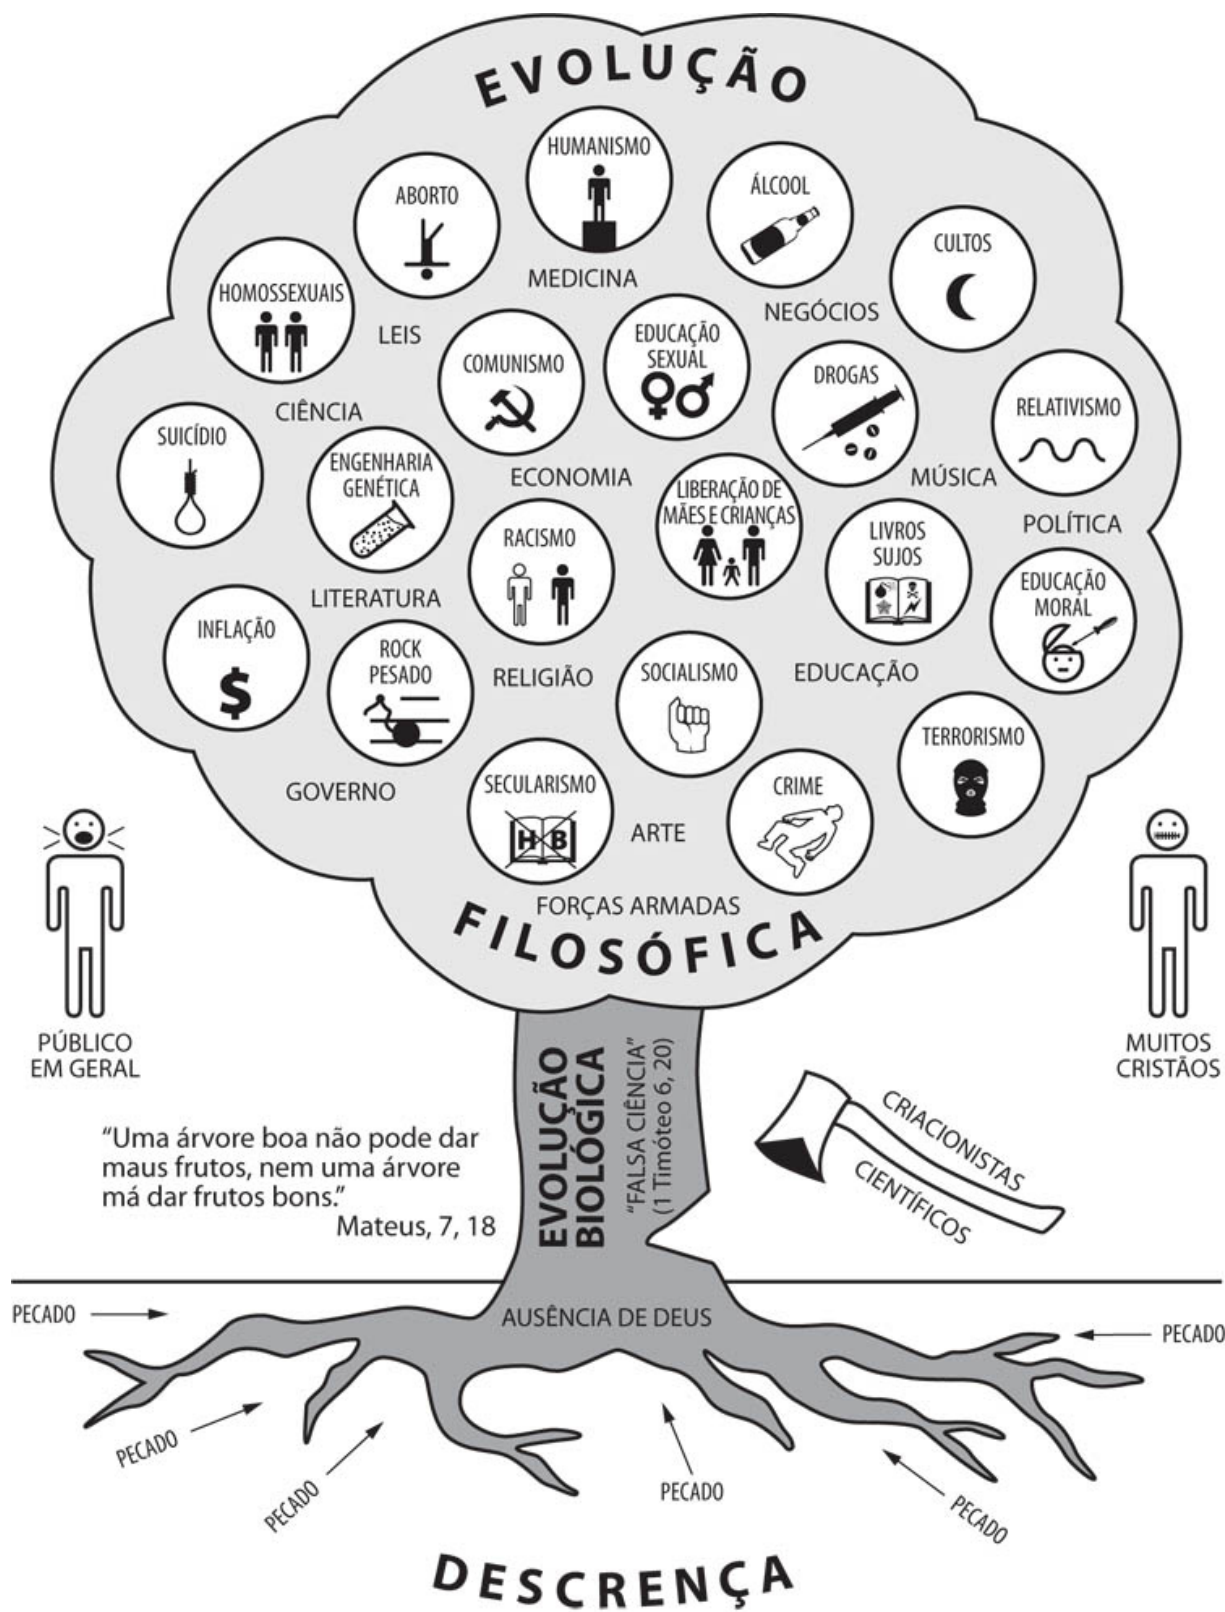 EVOLUÇÃO
HUMANISMO
ABORTO
ÁLCOOL
CULTOS
MEDICINA
HOMOSSEXUAIS
NEGÓCIOS
LEIS
EDUCAÇÃO
SEXUAL
COMUNISMO
DROGAS
RELATIVISMO
CIÊNCIA
SUICÍDIO
ENGENHARIA
GENÉTICA
ECONOMIA
MÚSICA
LIBERAÇÃO DE
MÃES E CRIANÇAS
POLÍTICA
RACISMO
LIVROS
SUJOS
EDUCAÇÃO
MORAL
LITERATURA
INFLAÇÃO
$
ROCK
PESADO
RELIGIÃO
SOCIALISMO
EDUCAÇÃO
TERRORISMO
GOVERNO
SECULARISMO
H B
CRIME
ARTE
FORÇAS ARMADAS
FILOSÓFICA
PÚBLICO
EM GERAL
MUITOS
CRISTÃOS
EVOLUÇÃO
BIOLÓGICA
“FALSA CIÊNCIA”
(1 Timóteo 6, 20)
CRIACIONISTAS
CIENTÍFICOS
“Uma árvore boa não pode dar
maus frutos, nem uma árvore
má dar frutos bons.”
Mateus, 7, 18
PECADO
AUSÊNCIA DE DEUS
PECADO
PECADO
PECADO
PECADO
PECADO
DESCRENÇA